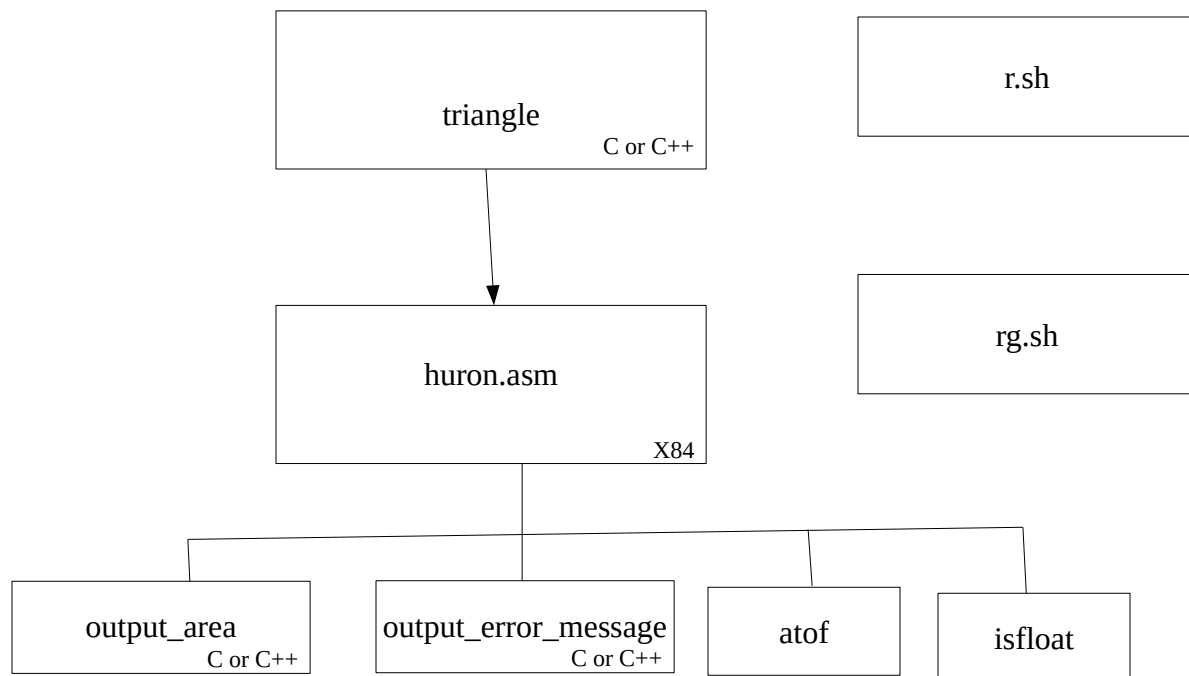 triangle
C or C++
r.sh
rg.sh
huron.asm
X84
output_area
C or C++
output_error_message
C or C++
atof
isfloat